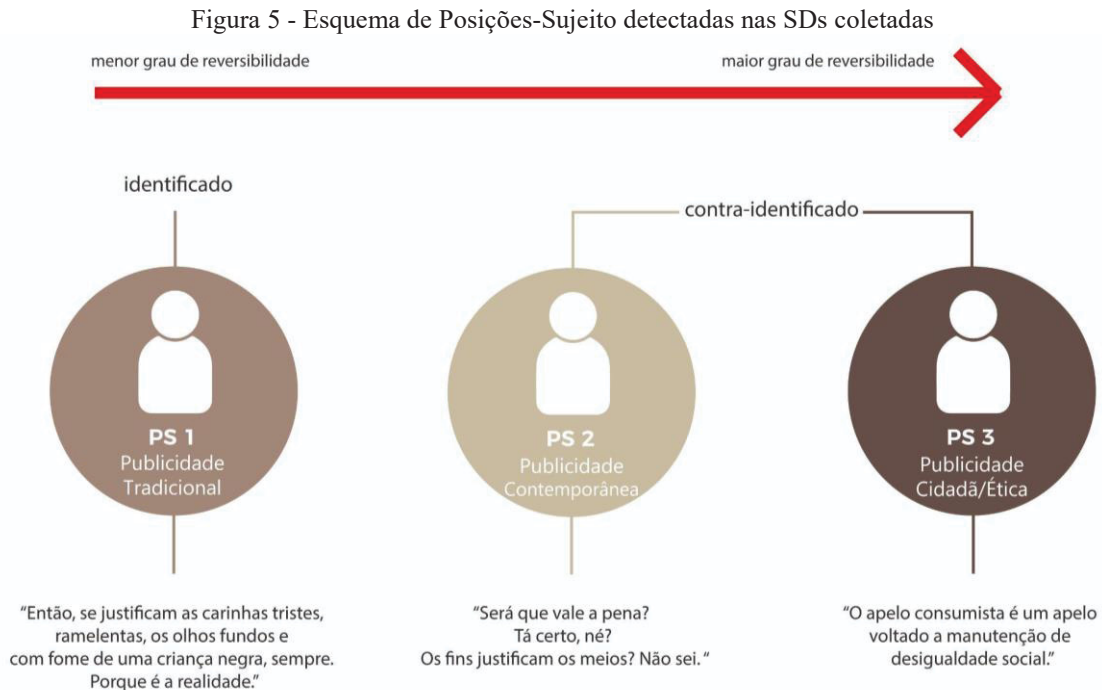 Figura 5 - Esquema de Posições-Sujeito detectadas nas SDs coletadas
menor grau de reversibilidade
maior grau de reversibilidade
identificado
contra-identificado
PS 1
Publicidade
Tradicional
PS 2
Publicidade
Contemporânea
PS 3
Publicidade
Cidadã/Ética
“Então, se justificam as carinhas tristes,
ramelentas, os olhos fundos e
com fome de uma criança negra, sempre.
Porque é a realidade.”
“Será que vale a pena?
Tá certo, né?
Os fins justificam os meios? Não sei. “
“O apelo consumista é um apelo
voltado a manutenção de
desigualdade social.”